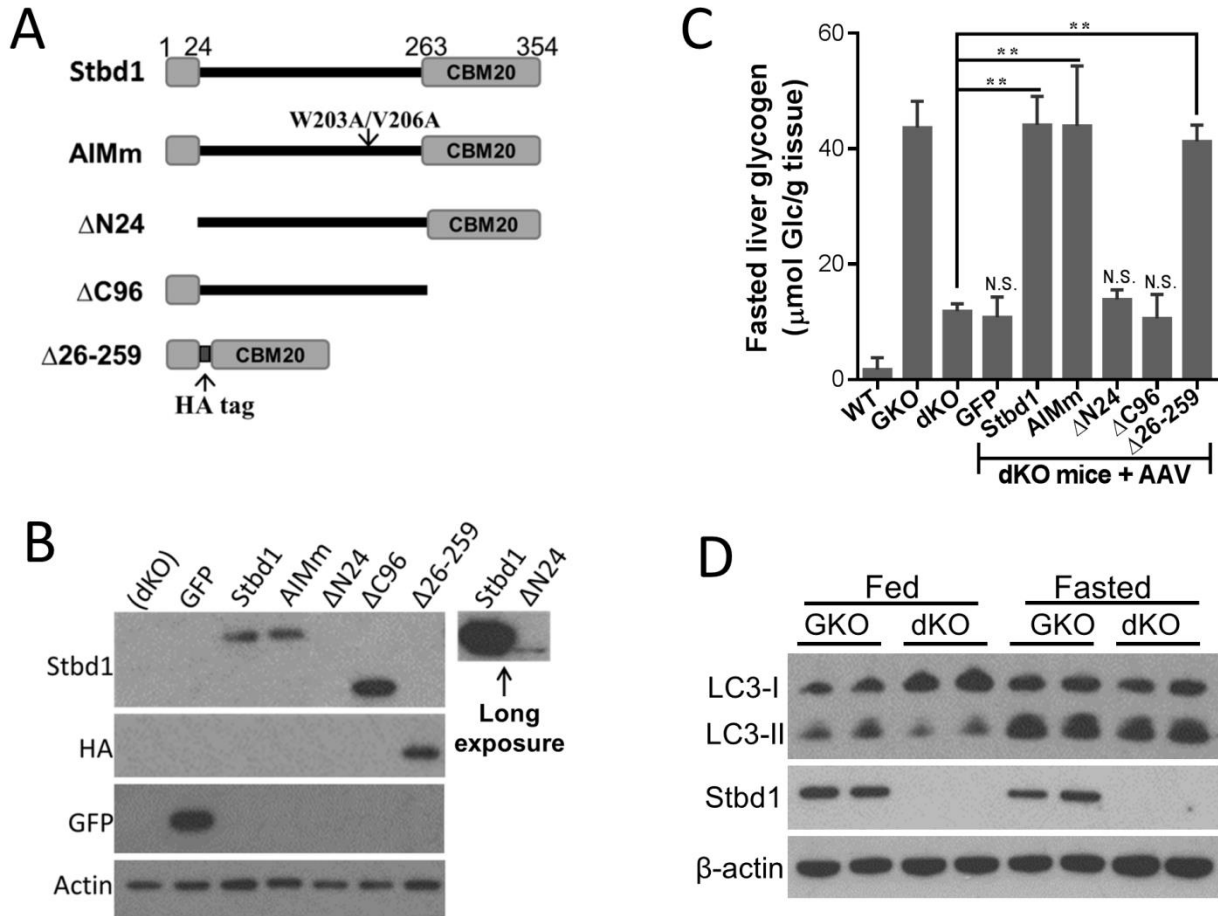 A
1 24 263 354
Stbd1 CBM20
W203A/V206A
AIMm CBM20
ΔN24 CBM20
ΔC96
Δ26-259 CBM20
HA tag
B
(dKO) GFP Stbd1 AIMm ΔN24 ΔC96 Δ26-259 Stbd1 ΔN24
Stbd1
Long
exposure
HA
GFP
Actin
C
Fasted liver glycogen
(μmol Glc/g tissue)
60
40
20
0
**
**
**
N.S. N.S. N.S.
WT GKO dKO GFP Stbd1 AIMm ΔN24 ΔC96 Δ26-259
dKO mice + AAV
D
Fed Fasted
GKO dKO GKO dKO
LC3-I
LC3-II
Stbd1
β-actin